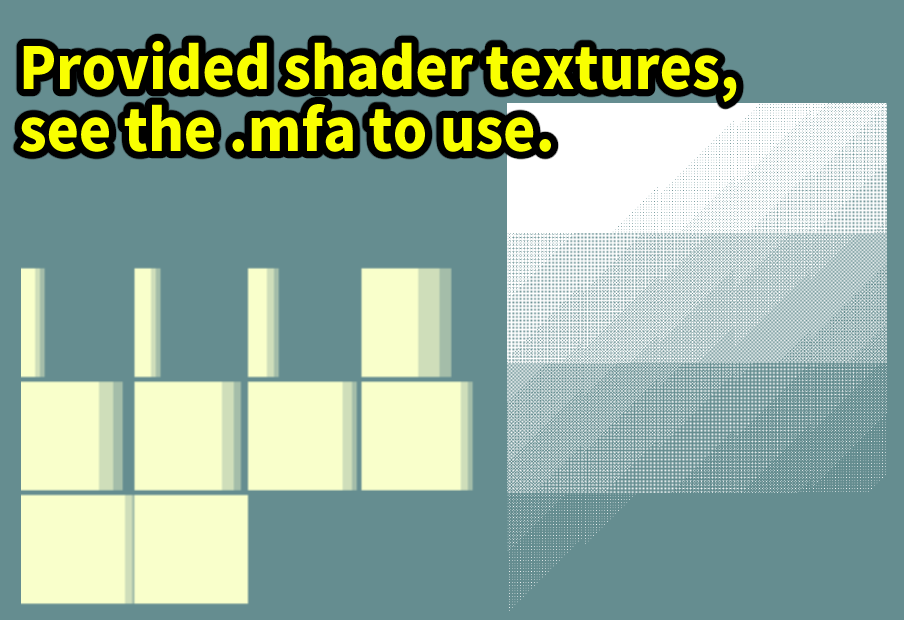 Provided shader textures,
see the .mfa to use.